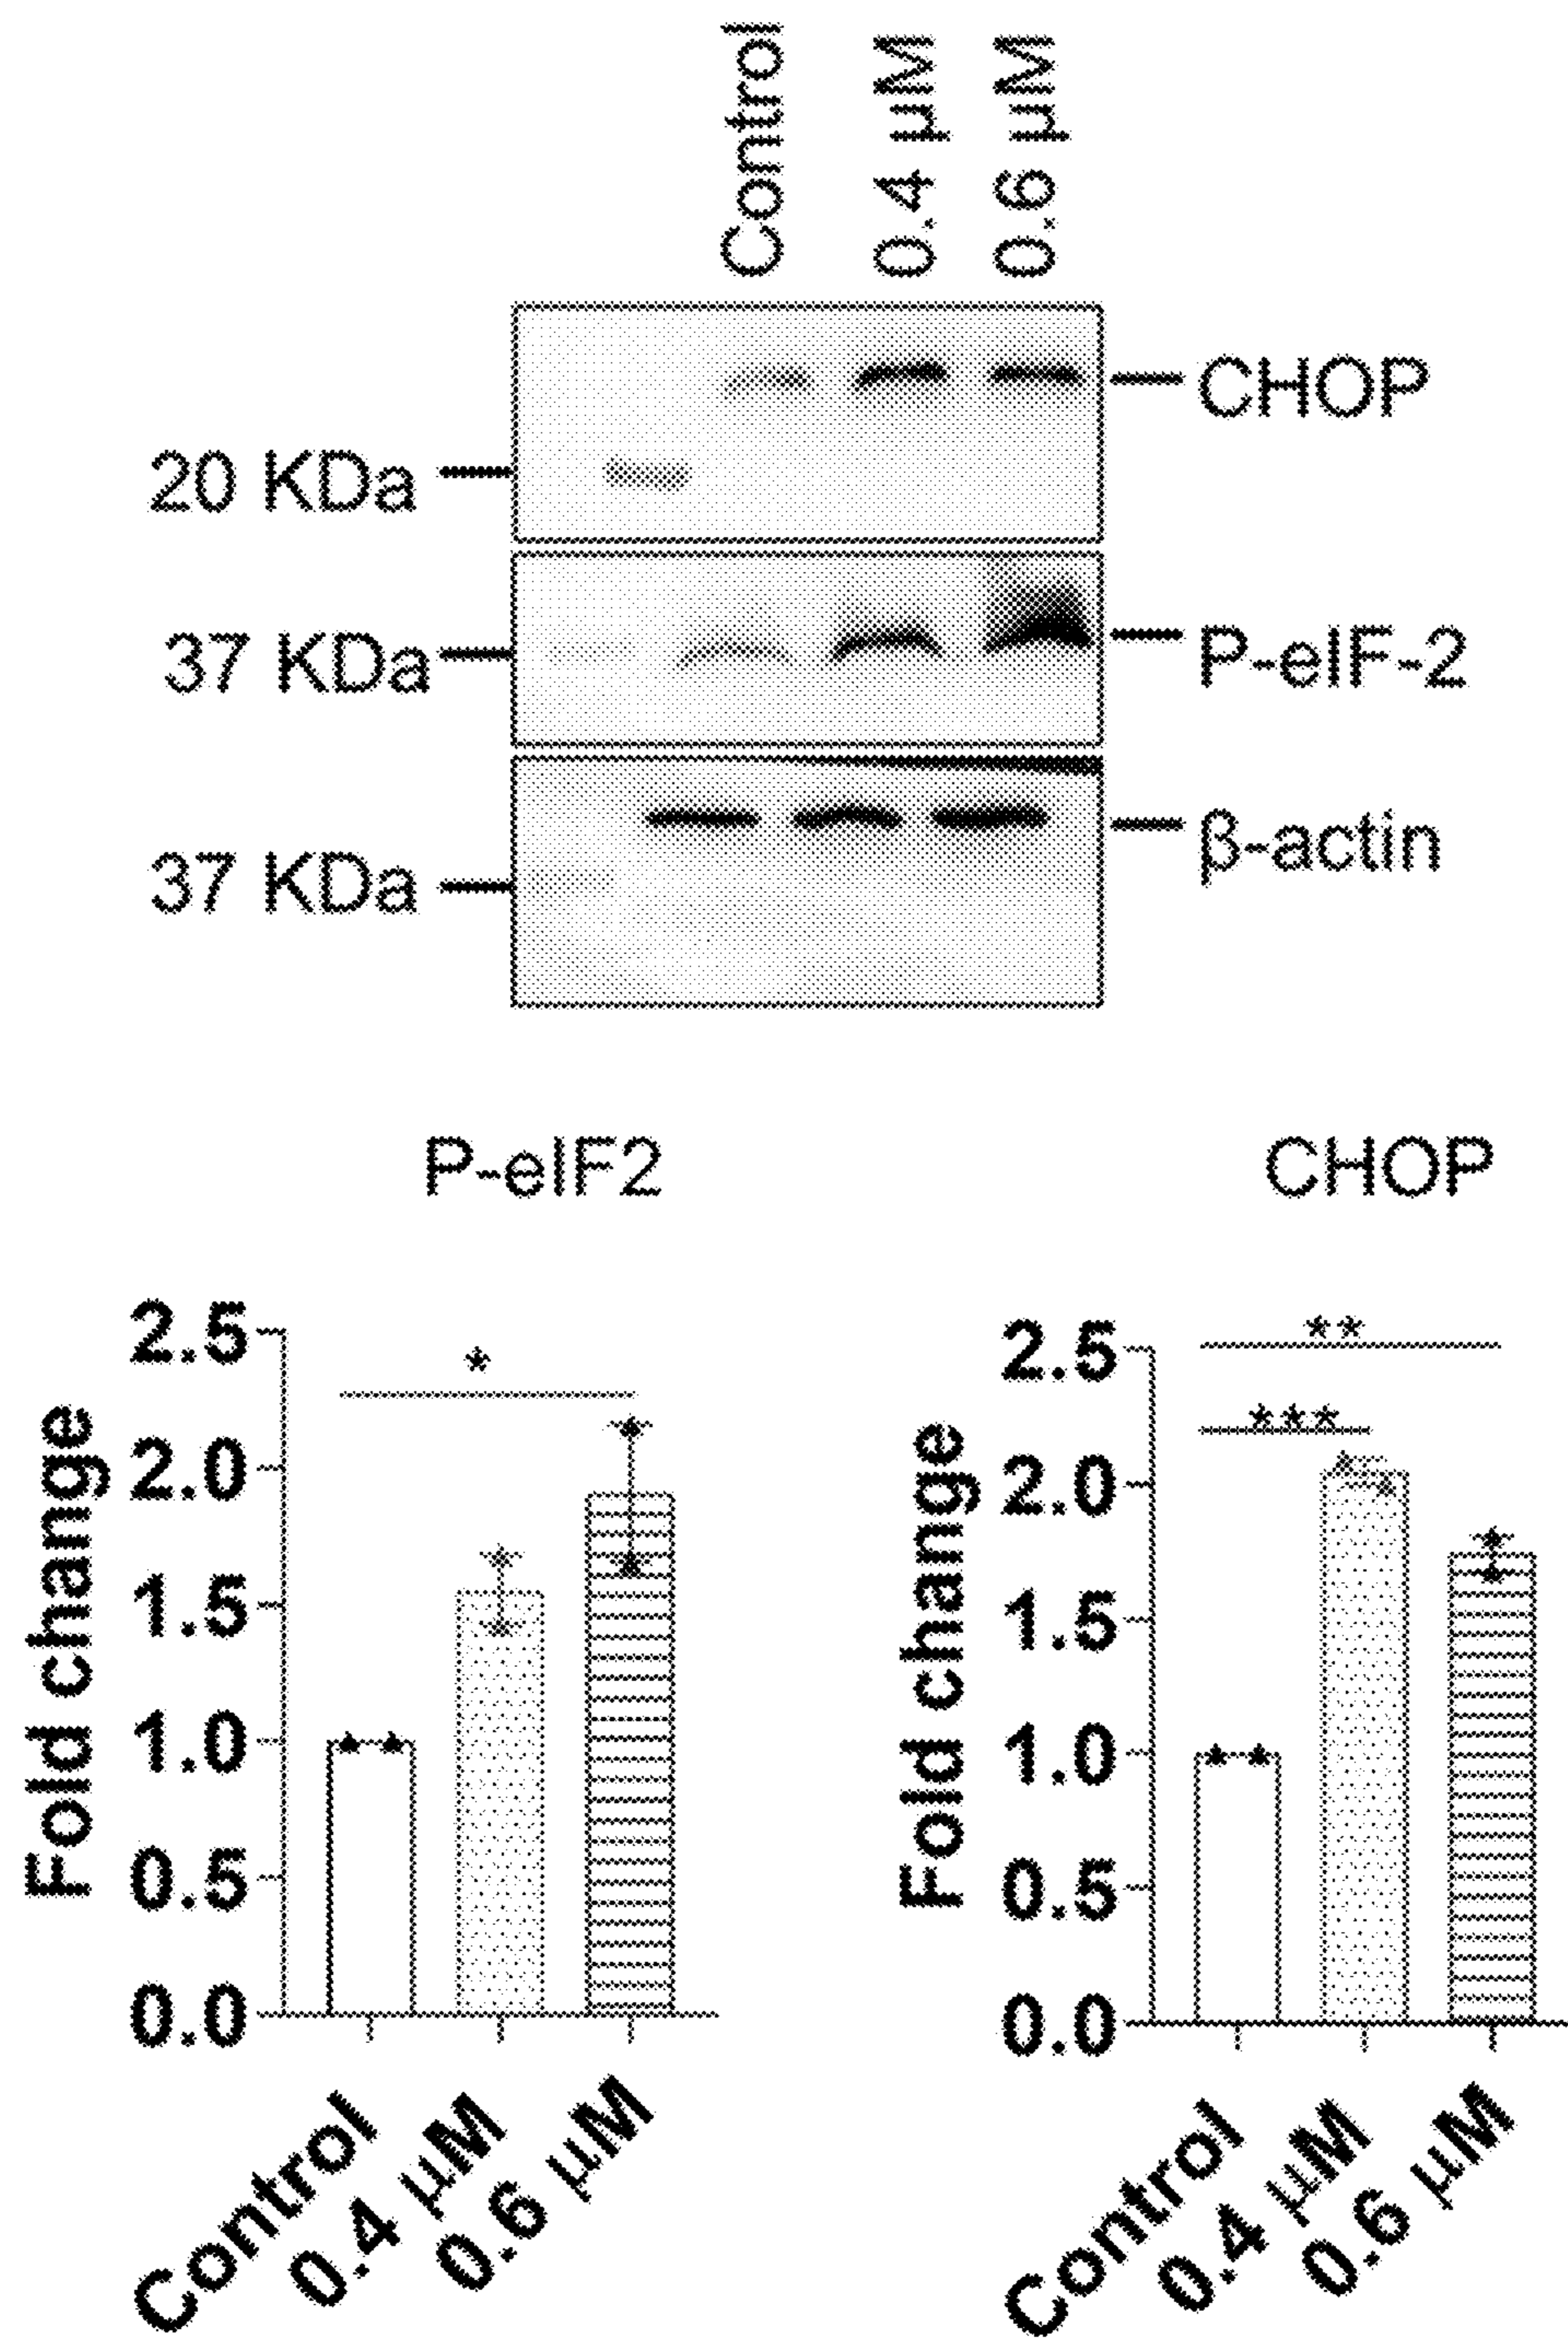 Control
0.4 µM
0.6 µM
CHOP
20 KDa
37 KDa
P-eIF-2
β-actin
37 KDa
P-eIF2
Fold change
2.5
2.0
1.5
1.0
0.5
0.0
*
Control
0.4 µM
0.6 µM
CHOP
Fold change
2.5
2.0
1.5
1.0
0.5
0.0
**
***
Control
0.4 µM
0.6 µM